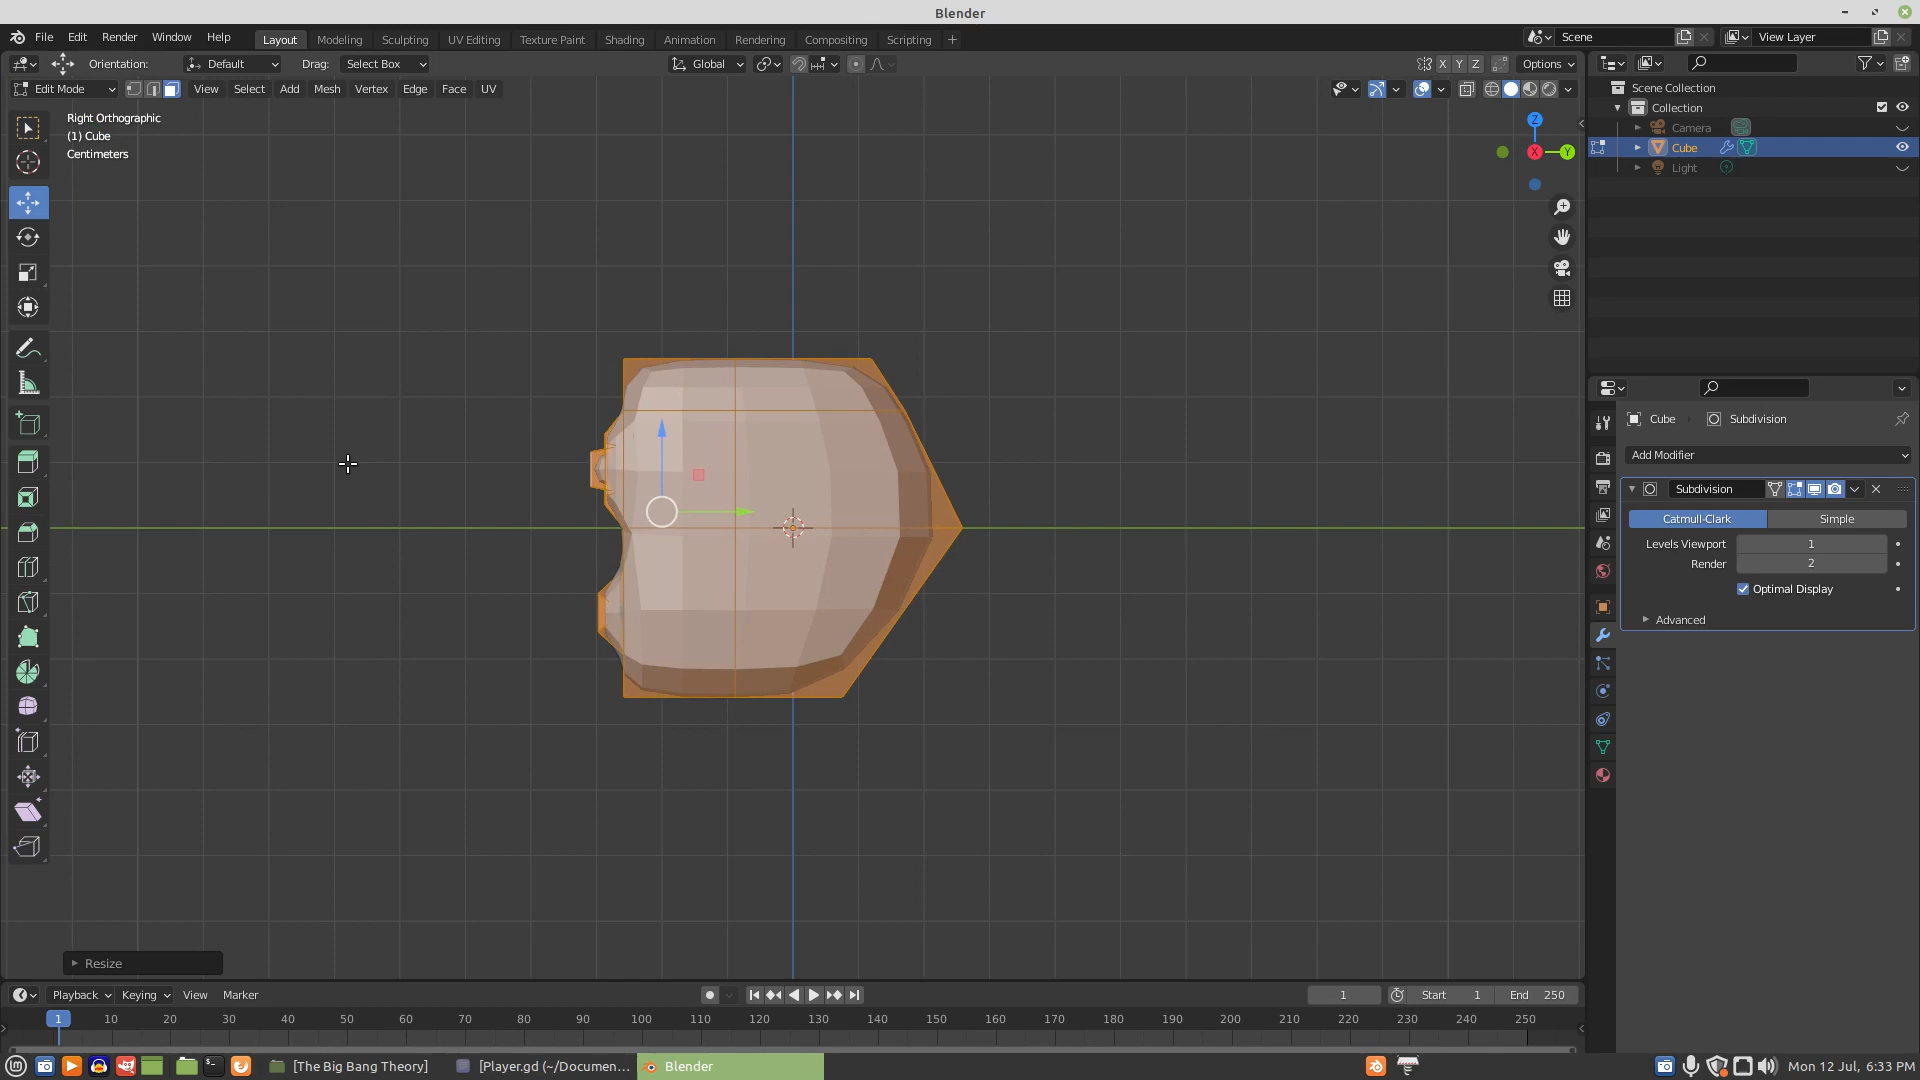 Blender
File Edit Render Window Help
Layout Modeling Sculpting UV Editing Texture Paint Shading Animation Rendering Compositing Scripting +
Scene
View Layer
Orientation: Default Drag: Select Box Global X Y Z Options
Edit Mode View Select Add Mesh Vertex Edge Face UV
Right Orthographic
(1) Cube
Centimeters
Z
X
Y
Scene Collection
Collection
Camera
Cube
Light
Cube Subdivision
Add Modifier
Subdivision
Catmull-Clark Simple
Levels Viewport 1
Render 2
Optimal Display
Advanced
Resize
Playback Keying View Marker
1 Start 1 End 250
1 10 20 30 40 50 60 70 80 90 100 110 120 130 140 150 160 170 180 190 200 210 220 230 240 250
[The Big Bang Theory] [Player.gd (~/Documen... Blender Mon 12 Jul, 6:33 PM